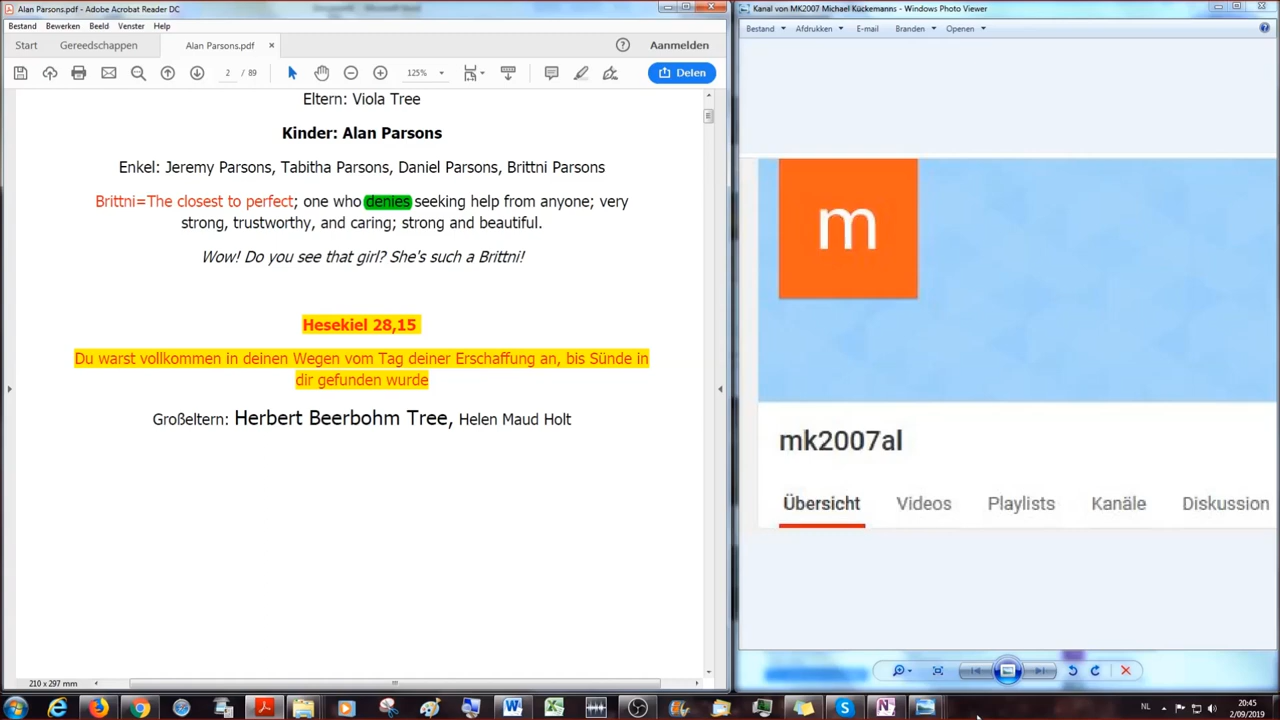 Alan Parsons.pdf - Adobe Acrobat Reader DC
Bestand Bewerken Beeld Venster Help
Start Gereedschappen Alan Parsons.pdf × Aanmelden
2 / 89 125% Delen
Eltern: Viola Tree
Kinder: Alan Parsons
Enkel: Jeremy Parsons, Tabitha Parsons, Daniel Parsons, Brittni Parsons
Brittni=The closest to perfect; one who denies seeking help from anyone; very
strong, trustworthy, and caring; strong and beautiful.
Wow! Do you see that girl? She's such a Brittni!
Hesekiel 28,15
Du warst vollkommen in deinen Wegen vom Tag deiner Erschaffung an, bis Sünde in
dir gefunden wurde
Großeltern: Herbert Beerbohm Tree, Helen Maud Holt
210 x 297 mm
Kanal von MK2007 Michael Kückemanns - Windows Photo Viewer
Bestand Afdrukken E-mail Branden Openen
m
mk2007al
Übersicht Videos Playlists Kanäle Diskussion
NL 20:45
2/09/2019